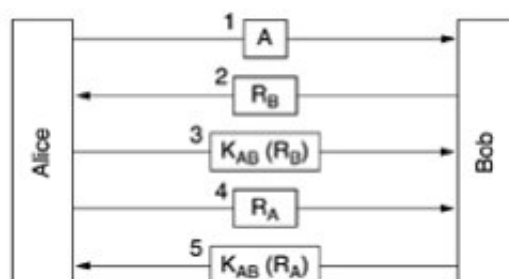 Alice
Bob
1 A
2 R_B
3 K_AB (R_B)
4 R_A
5 K_AB (R_A)